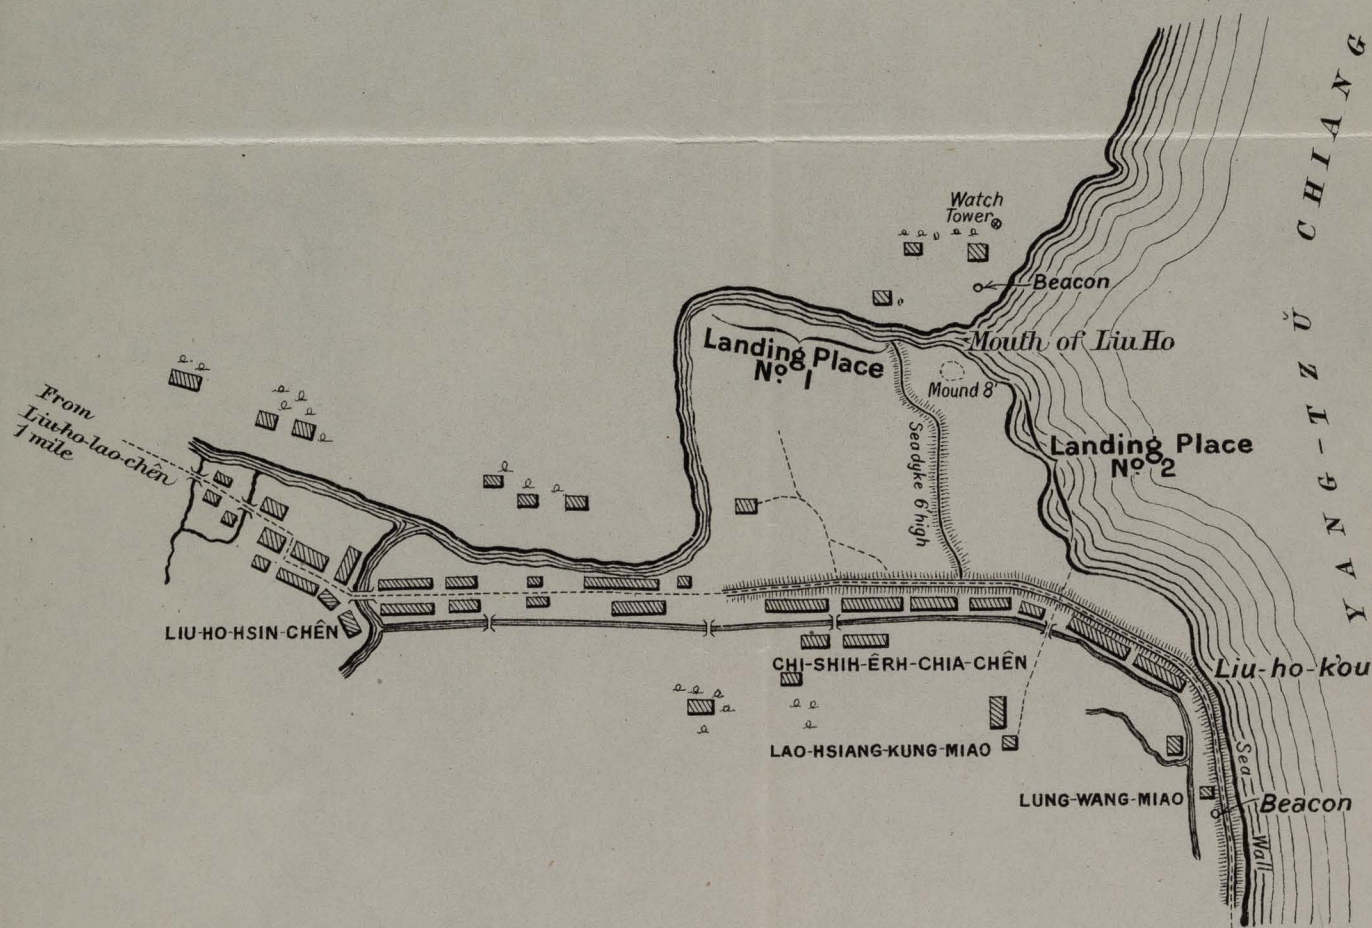 YANG-TZŬ CHIANG
Watch
Tower
Beacon
Mouth of Liu Ho
Landing Place
Nº 1
Mound 8'
Sea dyke 6' high
Landing Place
Nº 2
From
Liu-ho-lao-chên
1 mile
LIU-HO-HSIN-CHÊN
CHI-SHIH-ÊRH-CHIA-CHÊN
Liu-ho-k'ou
LAO-HSIANG-KUNG-MIAO
LUNG-WANG-MIAO
Beacon
Sea Wall